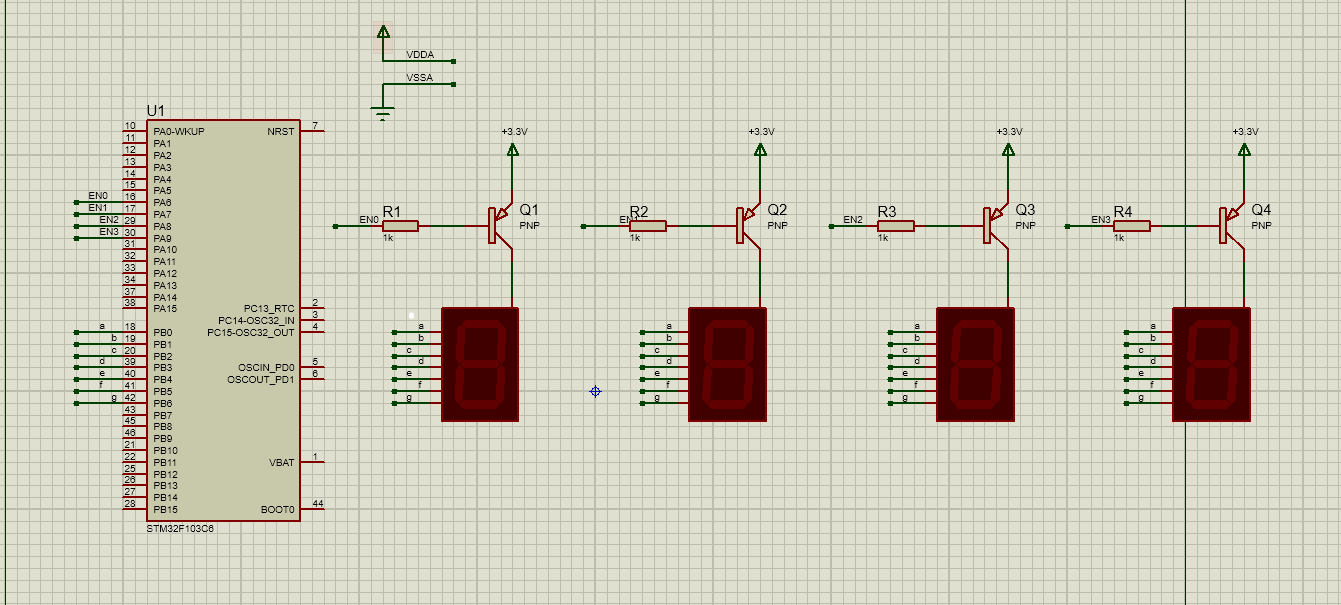 VDDA
VSSA
U1
10 PA0-WKUP NRST 7
11 PA1
12 PA2
13 PA3
14 PA4
15 PA5
EN0 16 PA6
EN1 17 PA7
EN2 29 PA8
EN3 30 PA9
31 PA10
32 PA11
33 PA12
34 PA13
37 PA14
38 PA15
PC13_RTC 2
PC14-OSC32_IN 3
PC15-OSC32_OUT 4
a 18 PB0
b 19 PB1
c 20 PB2
d 39 PB3
e 40 PB4
f 41 PB5
g 42 PB6
43 PB7
45 PB8
46 PB9
21 PB10
22 PB11
25 PB12
26 PB13
27 PB14
28 PB15
OSCIN_PD0 5
OSCOUT_PD1 6
VBAT 1
BOOT0 44
STM32F103C6
+3.3V
EN0 R1 1k
Q1
PNP
a
b
c
d
e
f
g
+3.3V
EN1 R2 1k
Q2
PNP
a
b
c
d
e
f
g
+3.3V
EN2 R3 1k
Q3
PNP
a
b
c
d
e
f
g
+3.3V
EN3 R4 1k
Q4
PNP
a
b
c
d
e
f
g